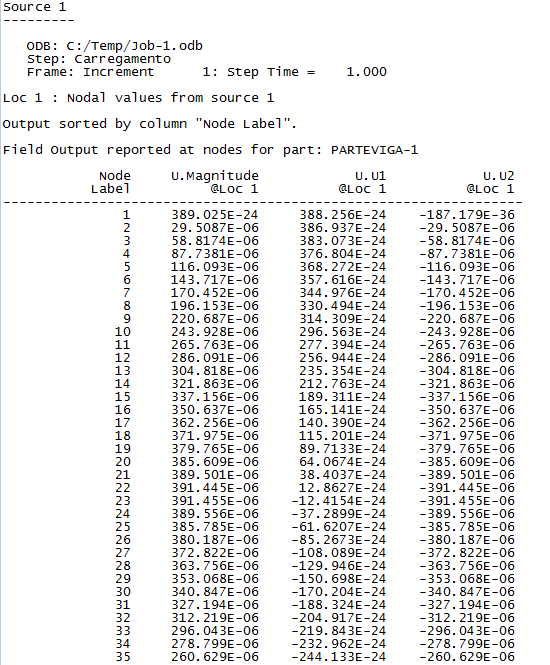 Source 1
---------
ODB: C:/Temp/Job-1.odb
Step: Carregamento
Frame: Increment 1: Step Time = 1.000
Loc 1 : Nodal values from source 1
Output sorted by column "Node Label".
Field Output reported at nodes for part: PARTEVIGA-1
Node U.Magnitude U.U1 U.U2
Label @Loc 1 @Loc 1 @Loc 1
-----------------------------------------------------------------
1 389.025E-24 388.256E-24 -187.179E-36
2 29.5087E-06 386.937E-24 -29.5087E-06
3 58.8174E-06 383.073E-24 -58.8174E-06
4 87.7381E-06 376.804E-24 -87.7381E-06
5 116.093E-06 368.272E-24 -116.093E-06
6 143.717E-06 357.616E-24 -143.717E-06
7 170.452E-06 344.976E-24 -170.452E-06
8 196.153E-06 330.494E-24 -196.153E-06
9 220.687E-06 314.309E-24 -220.687E-06
10 243.928E-06 296.563E-24 -243.928E-06
11 265.763E-06 277.394E-24 -265.763E-06
12 286.091E-06 256.944E-24 -286.091E-06
13 304.818E-06 235.354E-24 -304.818E-06
14 321.863E-06 212.763E-24 -321.863E-06
15 337.156E-06 189.311E-24 -337.156E-06
16 350.637E-06 165.141E-24 -350.637E-06
17 362.256E-06 140.390E-24 -362.256E-06
18 371.975E-06 115.201E-24 -371.975E-06
19 379.765E-06 89.7133E-24 -379.765E-06
20 385.609E-06 64.0674E-24 -385.609E-06
21 389.501E-06 38.4037E-24 -389.501E-06
22 391.445E-06 12.8627E-24 -391.445E-06
23 391.455E-06 -12.4154E-24 -391.455E-06
24 389.556E-06 -37.2899E-24 -389.556E-06
25 385.785E-06 -61.6207E-24 -385.785E-06
26 380.187E-06 -85.2673E-24 -380.187E-06
27 372.822E-06 -108.089E-24 -372.822E-06
28 363.756E-06 -129.946E-24 -363.756E-06
29 353.068E-06 -150.698E-24 -353.068E-06
30 340.847E-06 -170.204E-24 -340.847E-06
31 327.194E-06 -188.324E-24 -327.194E-06
32 312.219E-06 -204.917E-24 -312.219E-06
33 296.043E-06 -219.843E-24 -296.043E-06
34 278.799E-06 -232.962E-24 -278.799E-06
35 260.629E-06 -244.133E-24 -260.629E-06